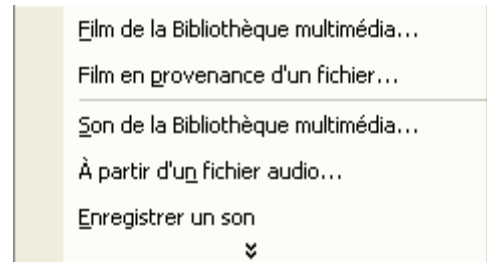 Film de la Bibliothèque multimédia...
Film en provenance d'un fichier...
Son de la Bibliothèque multimédia...
À partir d'un fichier audio...
Enregistrer un son